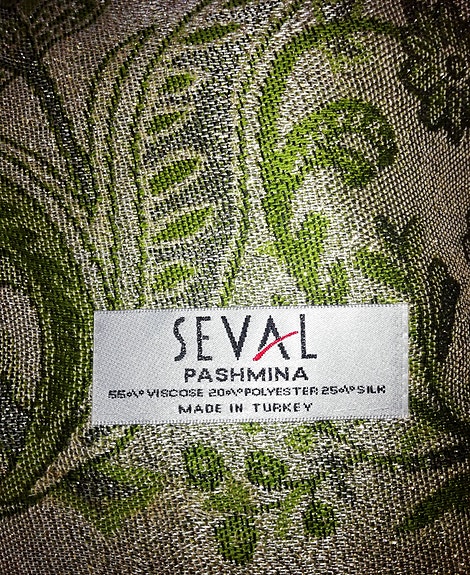 SEVAL
PASHMINA
55%VISCOSE 20%POLYESTER 25%SILK
MADE IN TURKEY